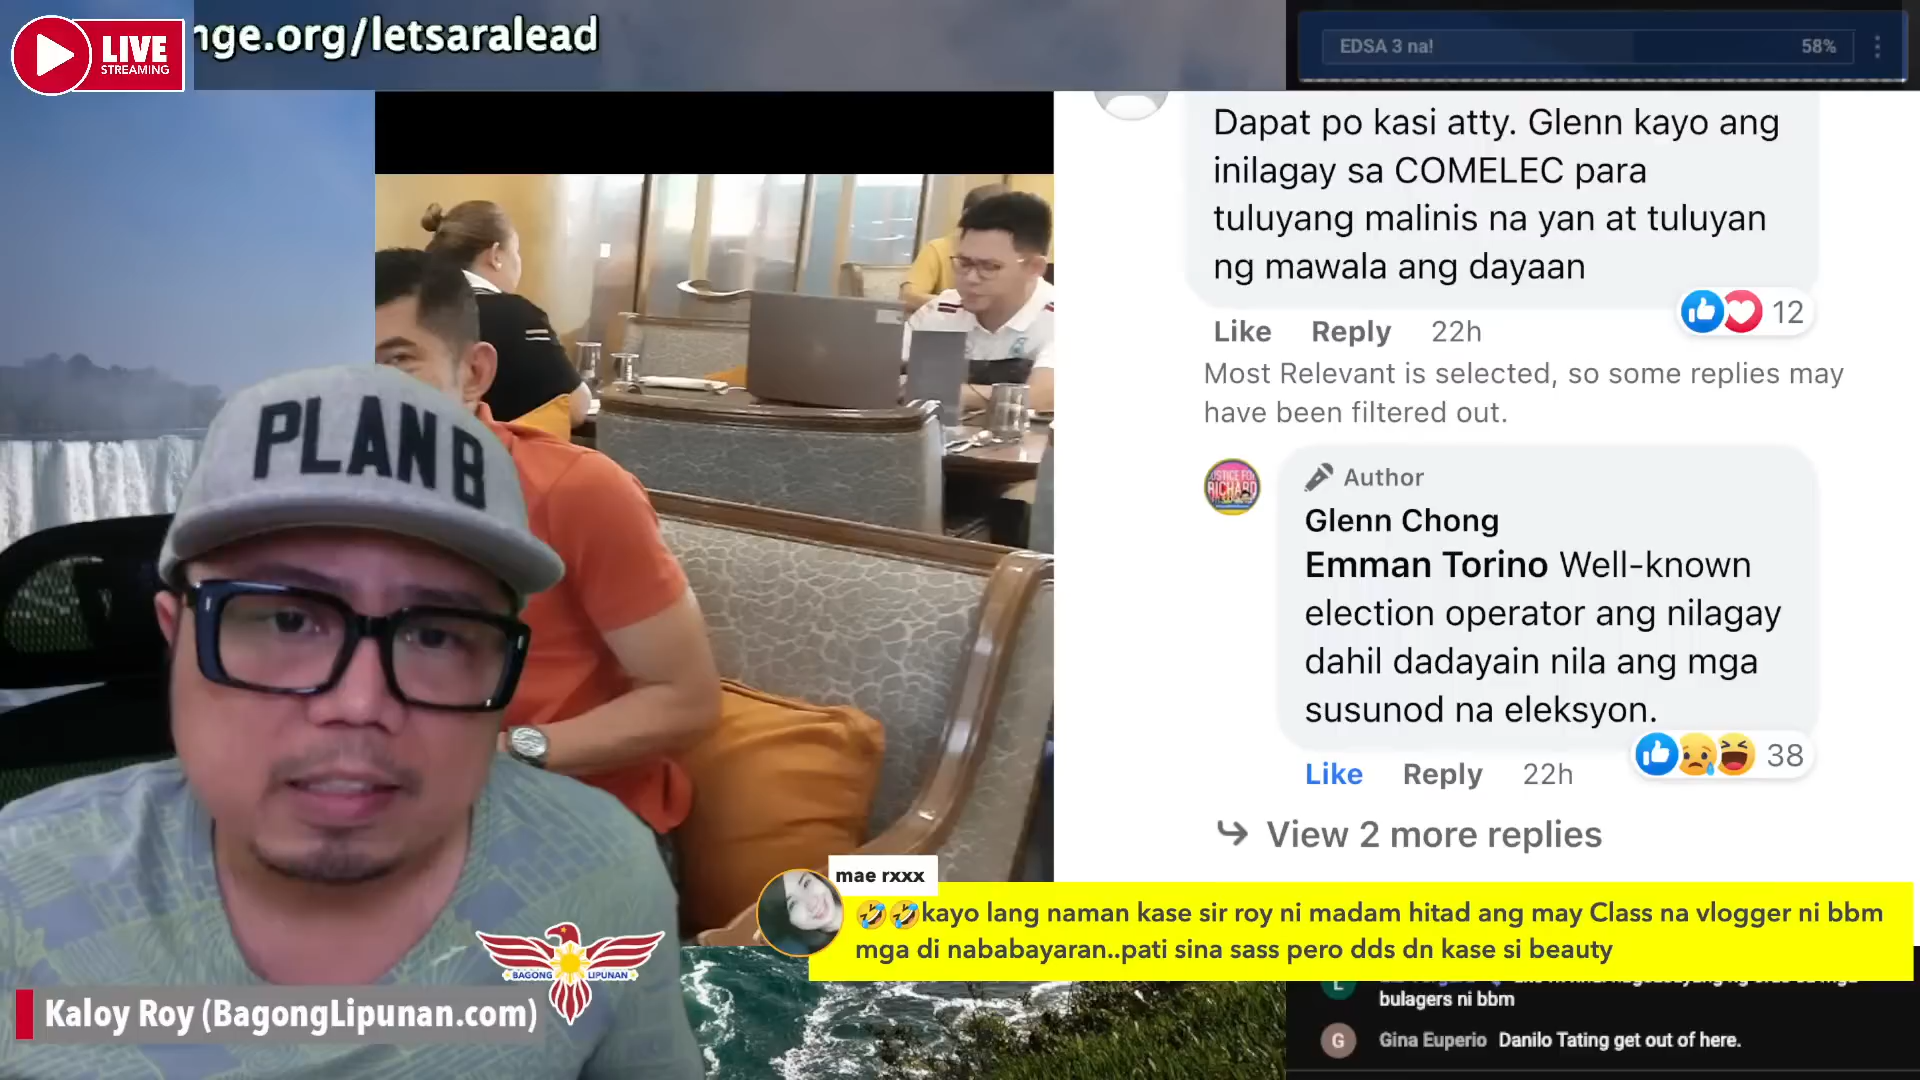 LIVE
STREAMING
nge.org/letsaralead
EDSA 3 na!
58%
Dapat po kasi atty. Glenn kayo ang
inilagay sa COMELEC para
tuluyang malinis na yan at tuluyan
ng mawala ang dayaan
12
Like Reply 22h
Most Relevant is selected, so some replies may
have been filtered out.
JUSTICE FOR
RICHARD
Author
Glenn Chong
Emman Torino Well-known
election operator ang nilagay
dahil dadayain nila ang mga
susunod na eleksyon.
38
Like Reply 22h
View 2 more replies
PLAN B
mae rxxx
🤣🤣kayo lang naman kase sir roy ni madam hitad ang may Class na vlogger ni bbm
mga di nababayaran..pati sina sass pero dds dn kase si beauty
BAGONG LIPUNAN
Kaloy Roy (BagongLipunan.com)
bulagers ni bbm
G Gina Euperio Danilo Tating get out of here.